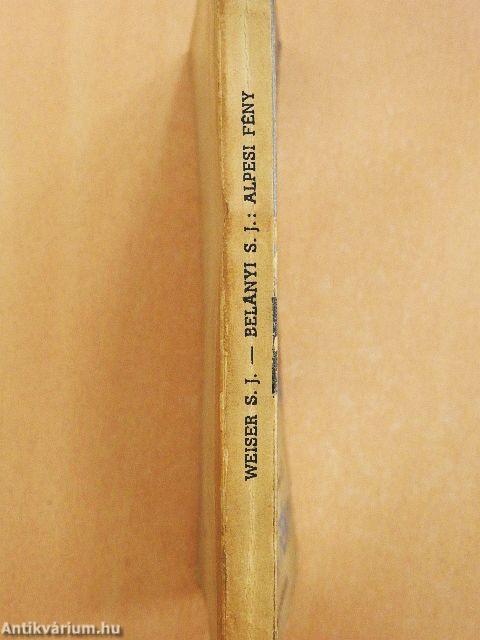 WEISER S. J. — BELÁNYI S. J.: ALPESI FÉNY
Antikvárium.hu